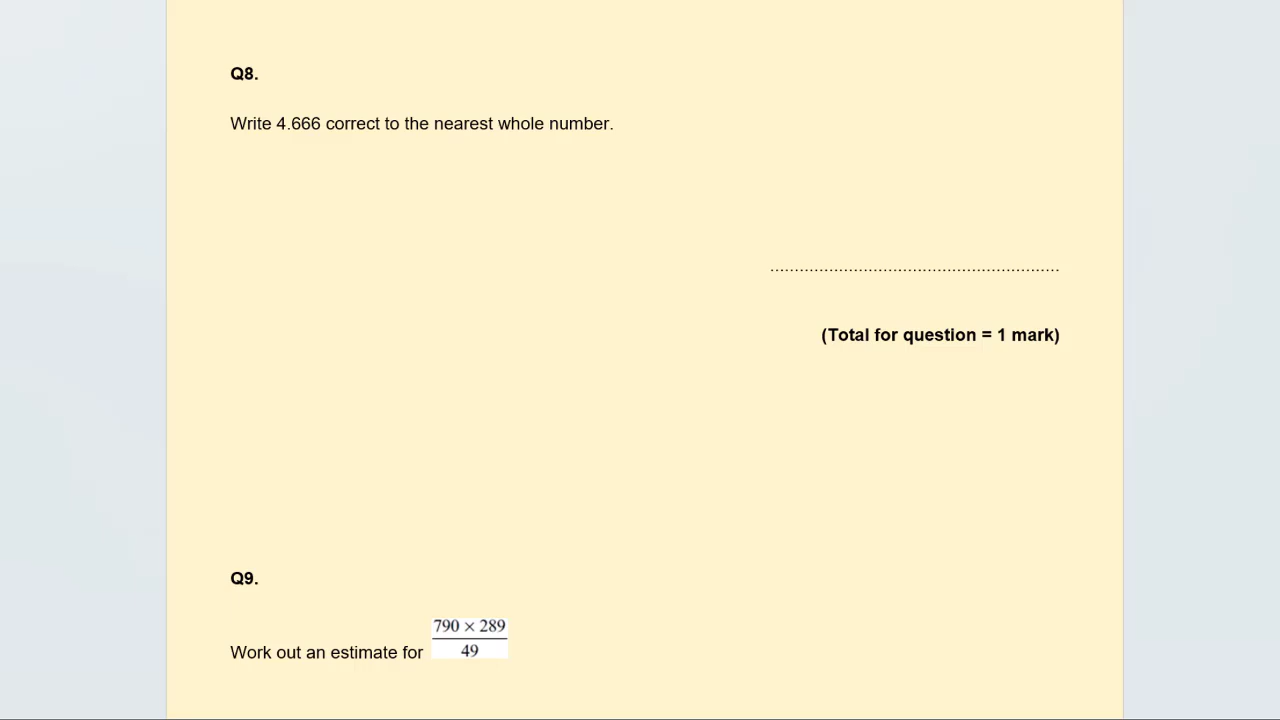 Q8.
Write 4.666 correct to the nearest whole number.
...........................................................
(Total for question = 1 mark)
Q9.
790 × 289
Work out an estimate for
49